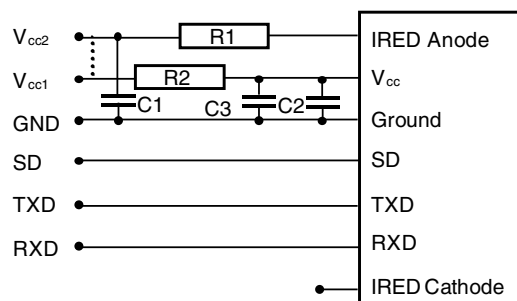 Vcc2 R1 IRED Anode
Vcc1 R2 Vcc
C1 C3 C2
GND Ground
SD SD
TXD TXD
RXD RXD
IRED Cathode